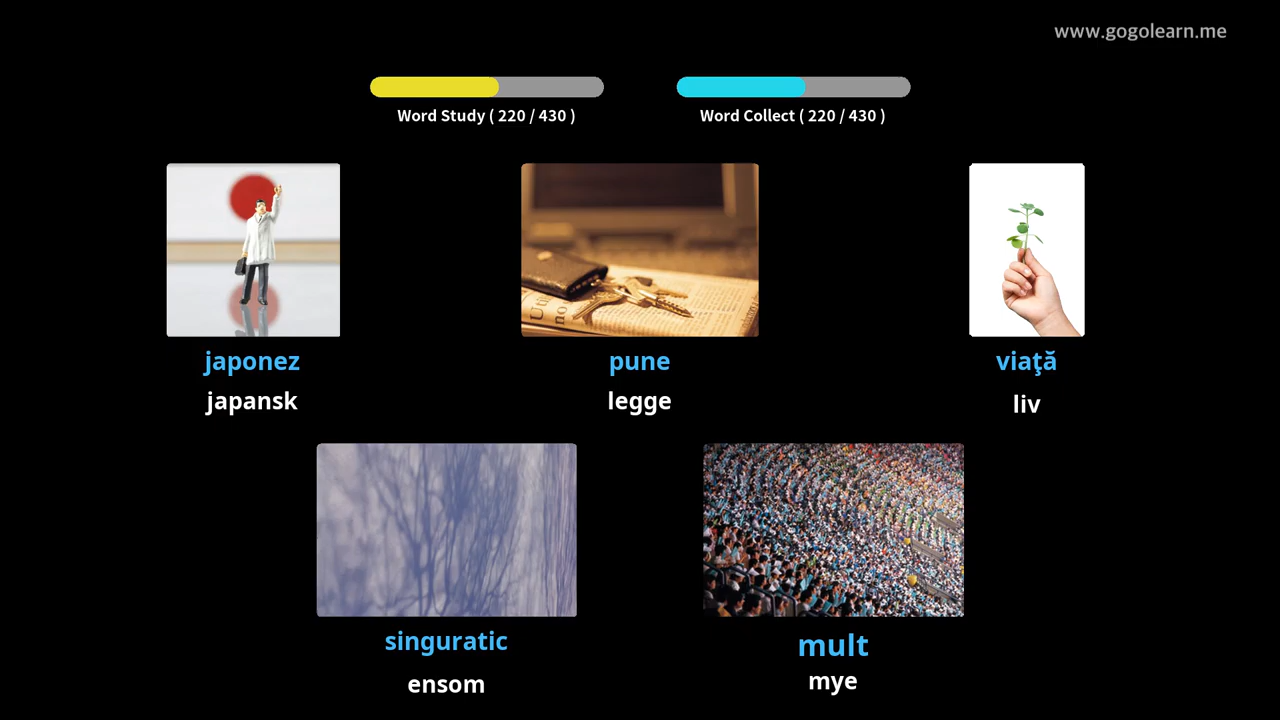 www.gogolearn.me
Word Study ( 220 / 430 )
Word Collect ( 220 / 430 )
japonez
japansk
pune
legge
viaţă
liv
singuratic
ensom
mult
mye